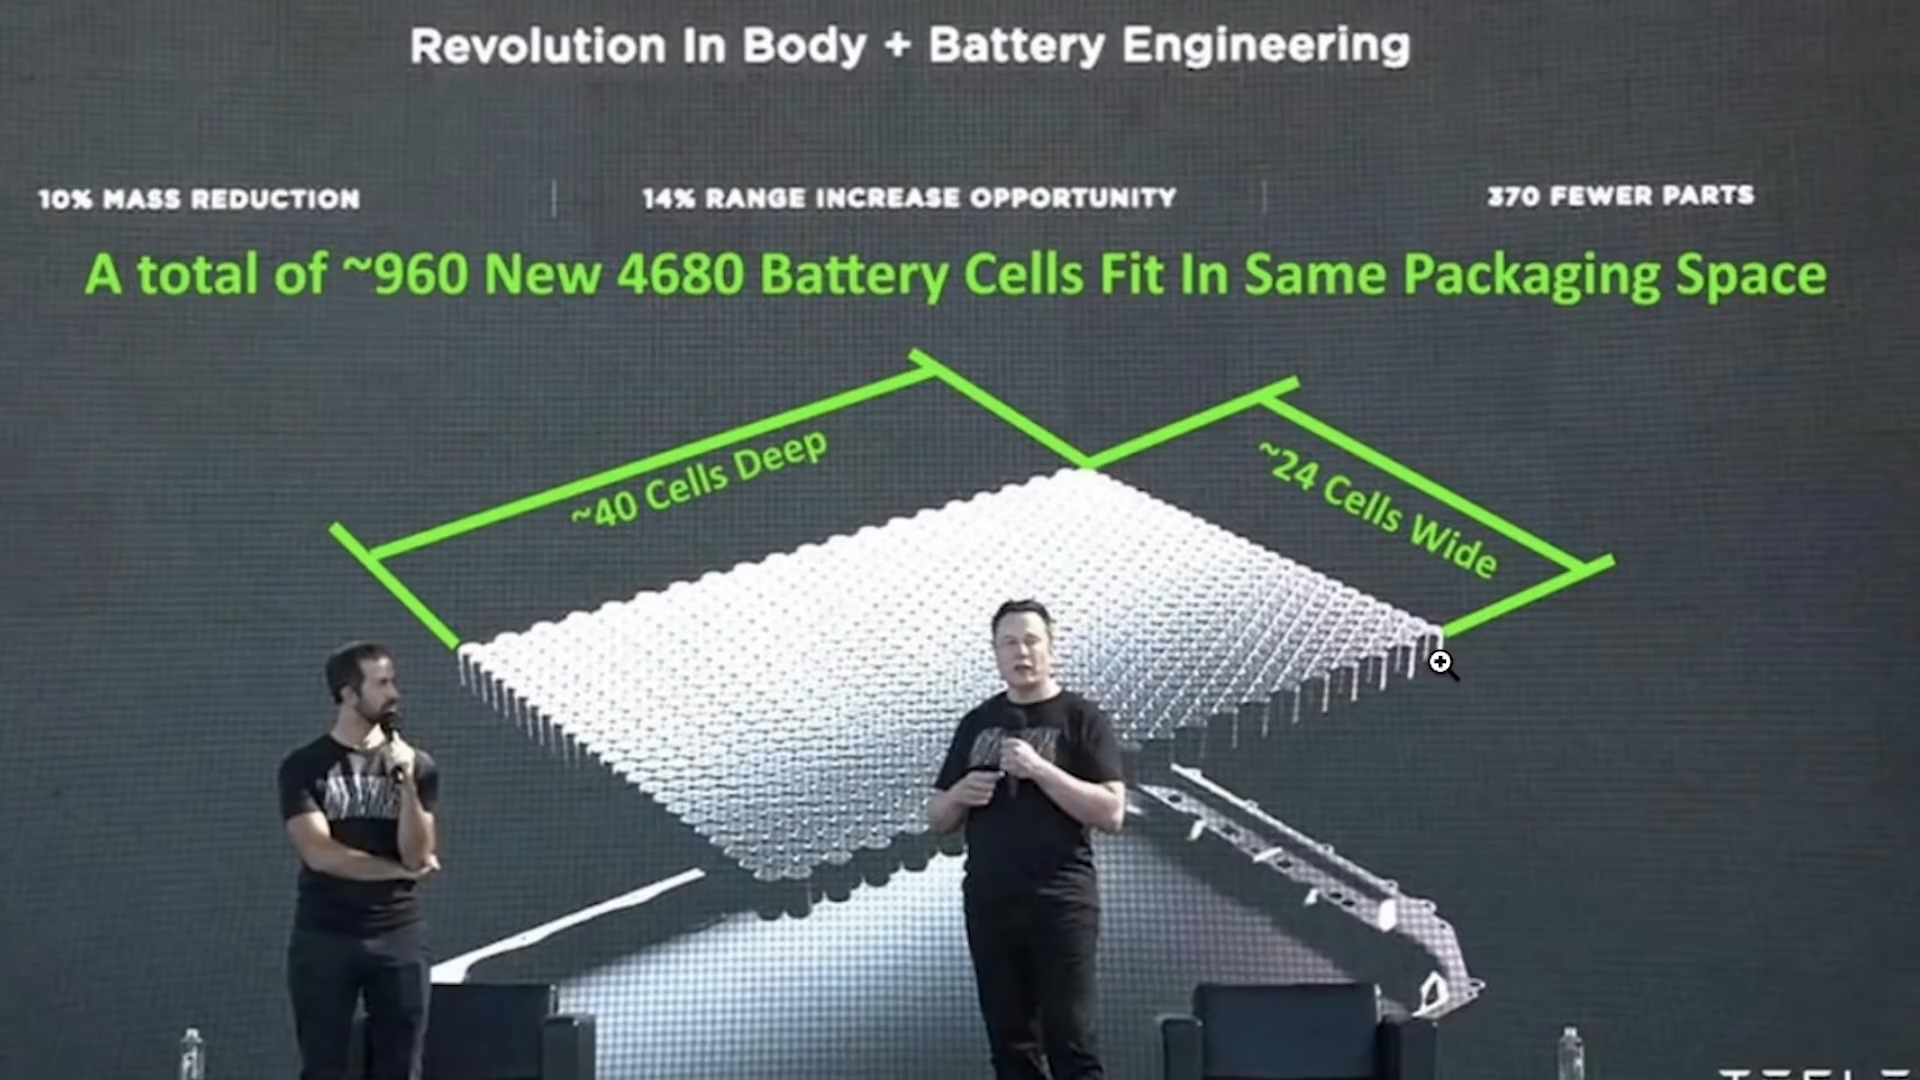 Revolution In Body + Battery Engineering
10% MASS REDUCTION
14% RANGE INCREASE OPPORTUNITY
370 FEWER PARTS
A total of ~960 New 4680 Battery Cells Fit In Same Packaging Space
~40 Cells Deep
~24 Cells Wide